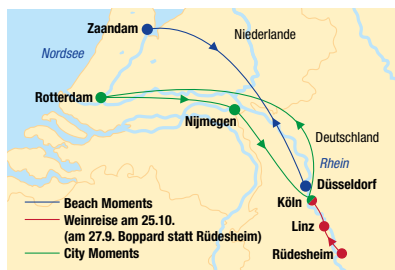 Zaandam
Niederlande
Nordsee
Rotterdam
Nijmegen
Deutschland
Rhein
Düsseldorf
Köln
Linz
Rüdesheim
Beach Moments
Weinreise am 25.10.
(am 27.9. Boppard statt Rüdesheim)
City Moments